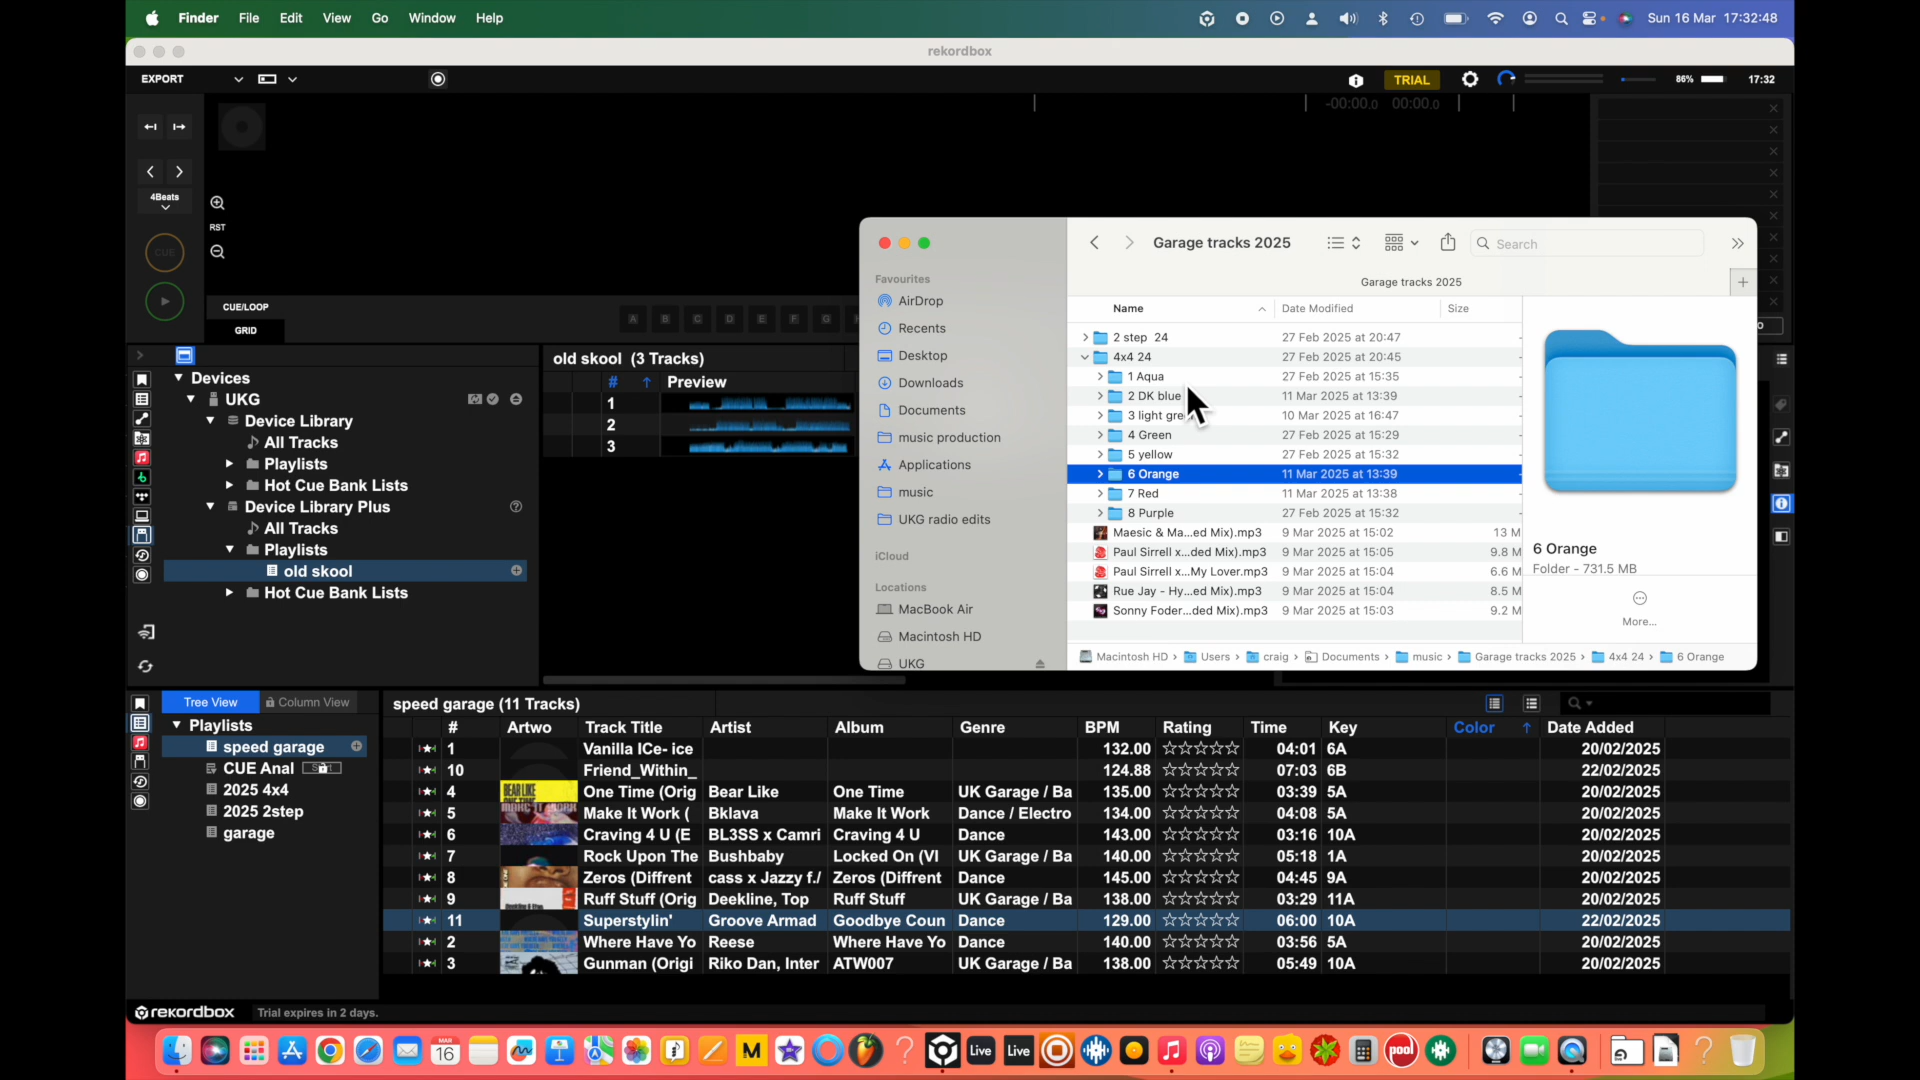 Finder File Edit View Go Window Help
Sun 16 Mar 17:32:48
rekordbox
EXPORT
TRIAL
86%
17:32
-00:00.0 00:00.0
4Beats
RST
CUE
CUE/LOOP
GRID
A B C D E F G
Devices
UKG
Device Library
All Tracks
Playlists
Hot Cue Bank Lists
Device Library Plus
All Tracks
Playlists
old skool
Hot Cue Bank Lists
old skool (3 Tracks)
# Preview
1
2
3
Garage tracks 2025
Search
Garage tracks 2025
Favourites
AirDrop
Recents
Desktop
Downloads
Documents
music production
Applications
music
UKG radio edits
iCloud
Locations
MacBook Air
Macintosh HD
UKG
Name Date Modified Size
2 step 24 27 Feb 2025 at 20:47
4x4 24 27 Feb 2025 at 20:45
1 Aqua 27 Feb 2025 at 15:35
2 DK blue 11 Mar 2025 at 13:39
3 light gre 10 Mar 2025 at 16:47
4 Green 27 Feb 2025 at 15:29
5 yellow 27 Feb 2025 at 15:32
6 Orange 11 Mar 2025 at 13:39
7 Red 11 Mar 2025 at 13:38
8 Purple 27 Feb 2025 at 15:32
Maesic & Ma...ed Mix).mp3 9 Mar 2025 at 15:02 13 M
Paul Sirrell x...ded Mix).mp3 9 Mar 2025 at 15:05 9.8 M
Paul Sirrell x...My Lover.mp3 9 Mar 2025 at 15:04 6.6 M
Rue Jay - Hy...ed Mix).mp3 9 Mar 2025 at 15:04 8.5 M
Sonny Foder...ded Mix).mp3 9 Mar 2025 at 15:03 9.2 M
6 Orange
Folder - 731.5 MB
More...
Macintosh HD › Users › craig › Documents › music › Garage tracks 2025 › 4x4 24 › 6 Orange
Tree View Column View
Playlists
speed garage
CUE Anal
2025 4x4
2025 2step
garage
speed garage (11 Tracks)
# Artwo Track Title Artist Album Genre BPM Rating Time Key Color Date Added
1 Vanilla ICe- ice 132.00 04:01 6A 20/02/2025
10 Friend_Within_ 124.88 07:03 6B 22/02/2025
4 One Time (Orig Bear Like One Time UK Garage / Ba 135.00 03:39 5A 20/02/2025
5 Make It Work ( Bklava Make It Work Dance / Electro 134.00 04:08 5A 20/02/2025
6 Craving 4 U (E BL3SS x Camri Craving 4 U Dance 143.00 03:16 10A 20/02/2025
7 Rock Upon The Bushbaby Locked On (VI UK Garage / Ba 140.00 05:18 1A 20/02/2025
8 Zeros (Diffrent cass x Jazzy f./ Zeros (Diffrent Dance 145.00 04:45 9A 20/02/2025
9 Ruff Stuff (Orig Deekline, Top Ruff Stuff UK Garage / Ba 138.00 03:29 11A 20/02/2025
11 Superstylin' Groove Armad Goodbye Coun Dance 129.00 06:00 10A 22/02/2025
2 Where Have Yo Reese Where Have Yo Dance 140.00 03:56 5A 20/02/2025
3 Gunman (Origi Riko Dan, Inter ATW007 UK Garage / Ba 138.00 05:49 10A 20/02/2025
rekordbox Trial expires in 2 days.
MAR 16
M
Live
Live
pool